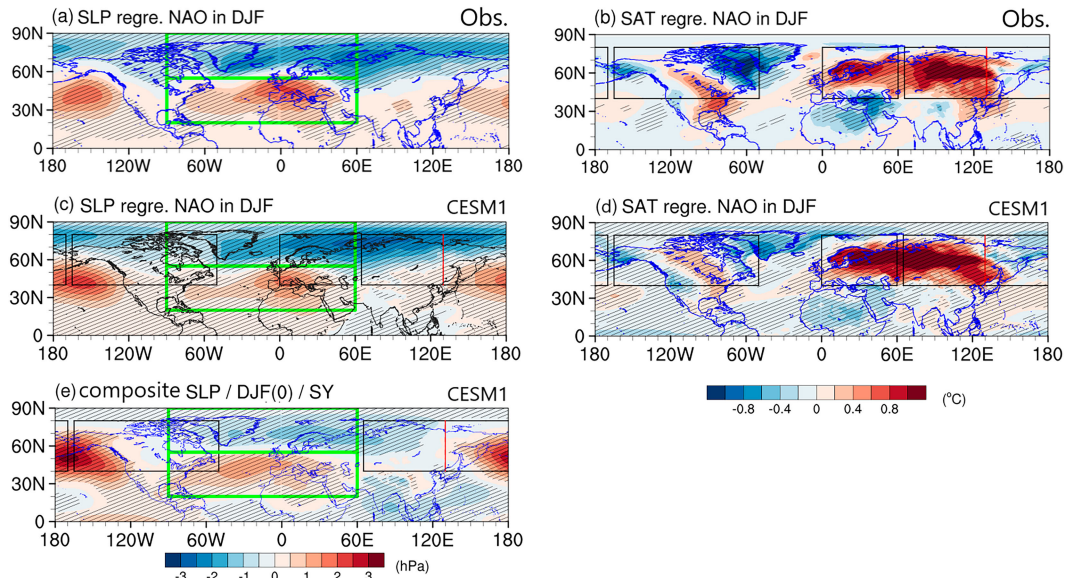 (a) SLP regre. NAO in DJF Obs.
90N
60N
30N
0
180 120W 60W 0 60E 120E 180
(b) SAT regre. NAO in DJF Obs.
90N
60N
30N
0
180 120W 60W 0 60E 120E 180
(c) SLP regre. NAO in DJF CESM1
90N
60N
30N
0
180 120W 60W 0 60E 120E 180
(d) SAT regre. NAO in DJF CESM1
90N
60N
30N
0
180 120W 60W 0 60E 120E 180
(e) composite SLP / DJF(0) / SY CESM1
90N
60N
30N
0
180 120W 60W 0 60E 120E 180
-0.8 -0.4 0 0.4 0.8 (°C)
-3 -2 -1 0 1 2 3 (hPa)